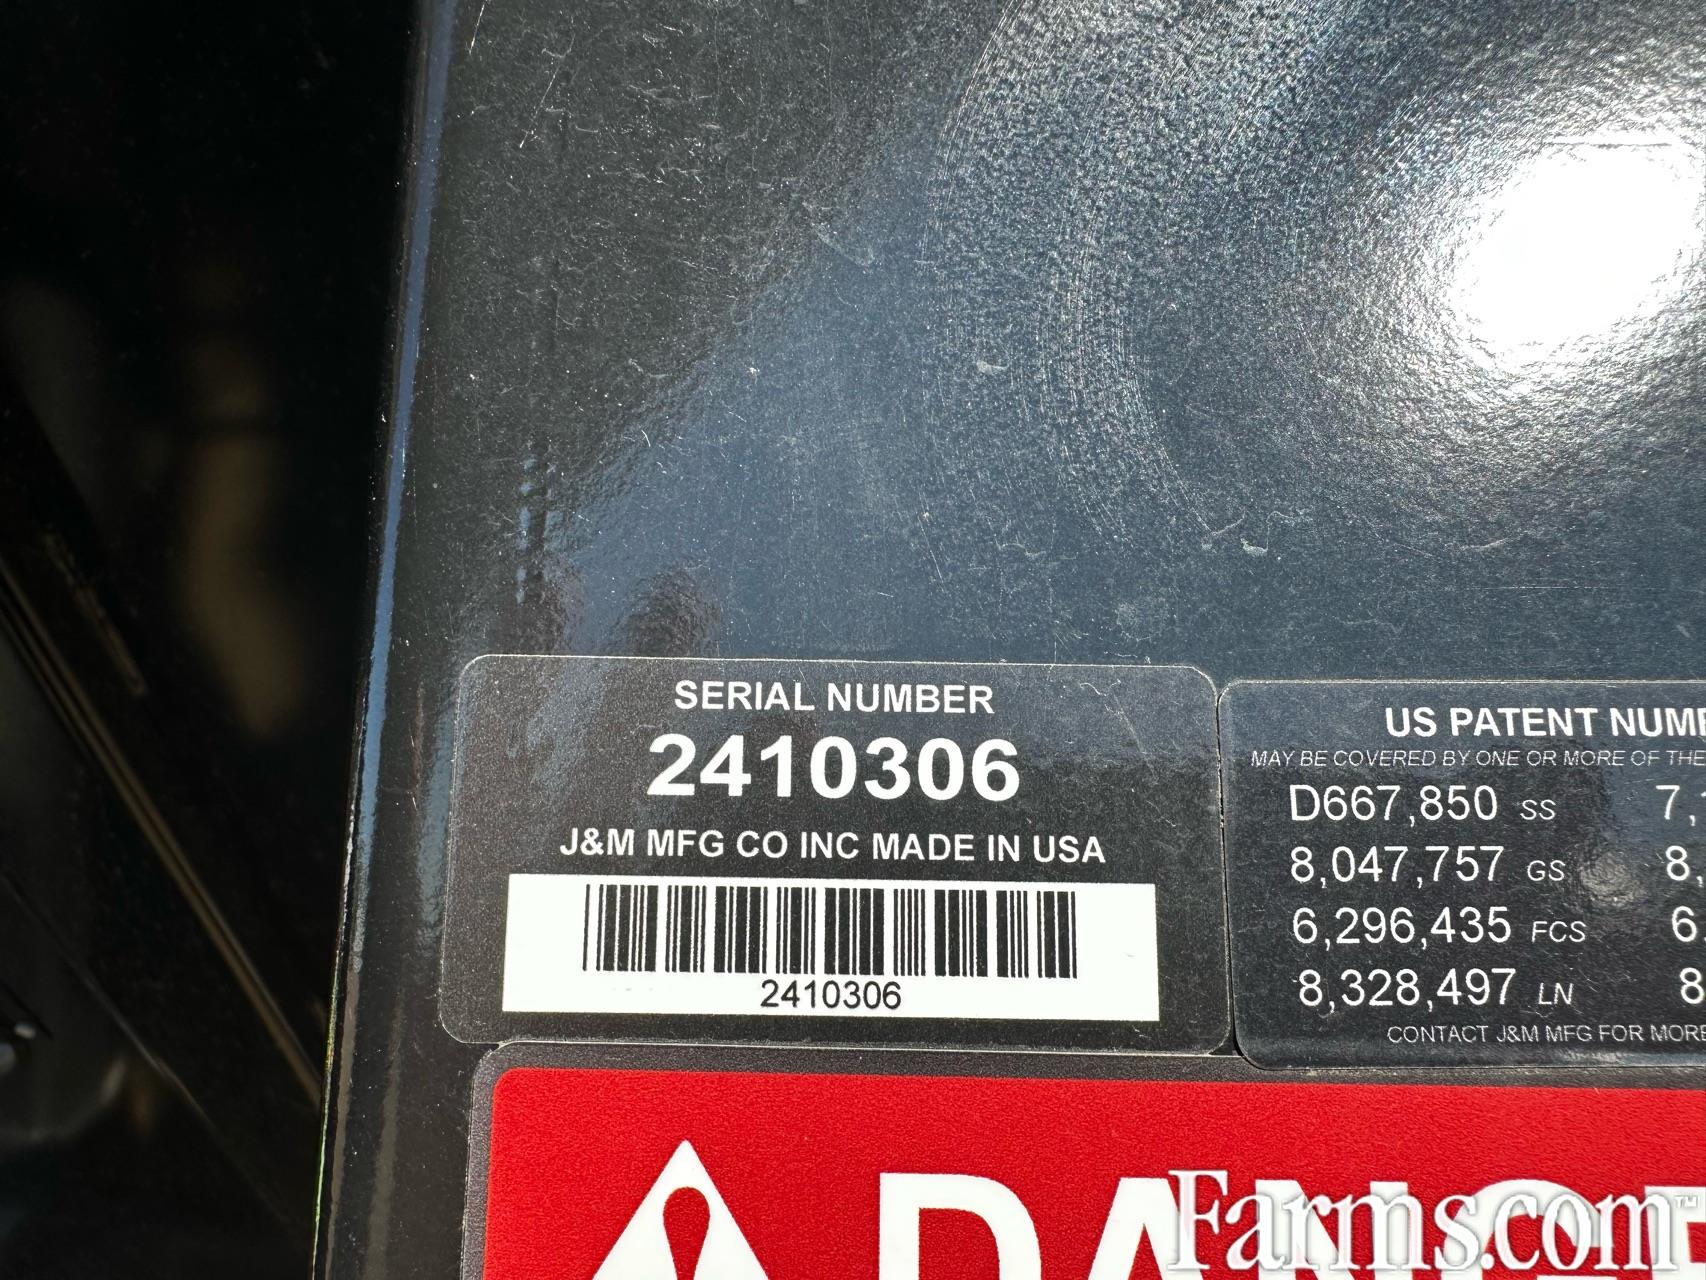 SERIAL NUMBER
2410306
J&M MFG CO INC MADE IN USA
2410306
US PATENT
MAY BE COVERED BY ONE OR MORE OF THE
D667,850 SS
8,047,757 GS
6,296,435 FCS
8,328,497 LN
CONTACT J&M MFG FOR MORE
DANGER
Farms.com™